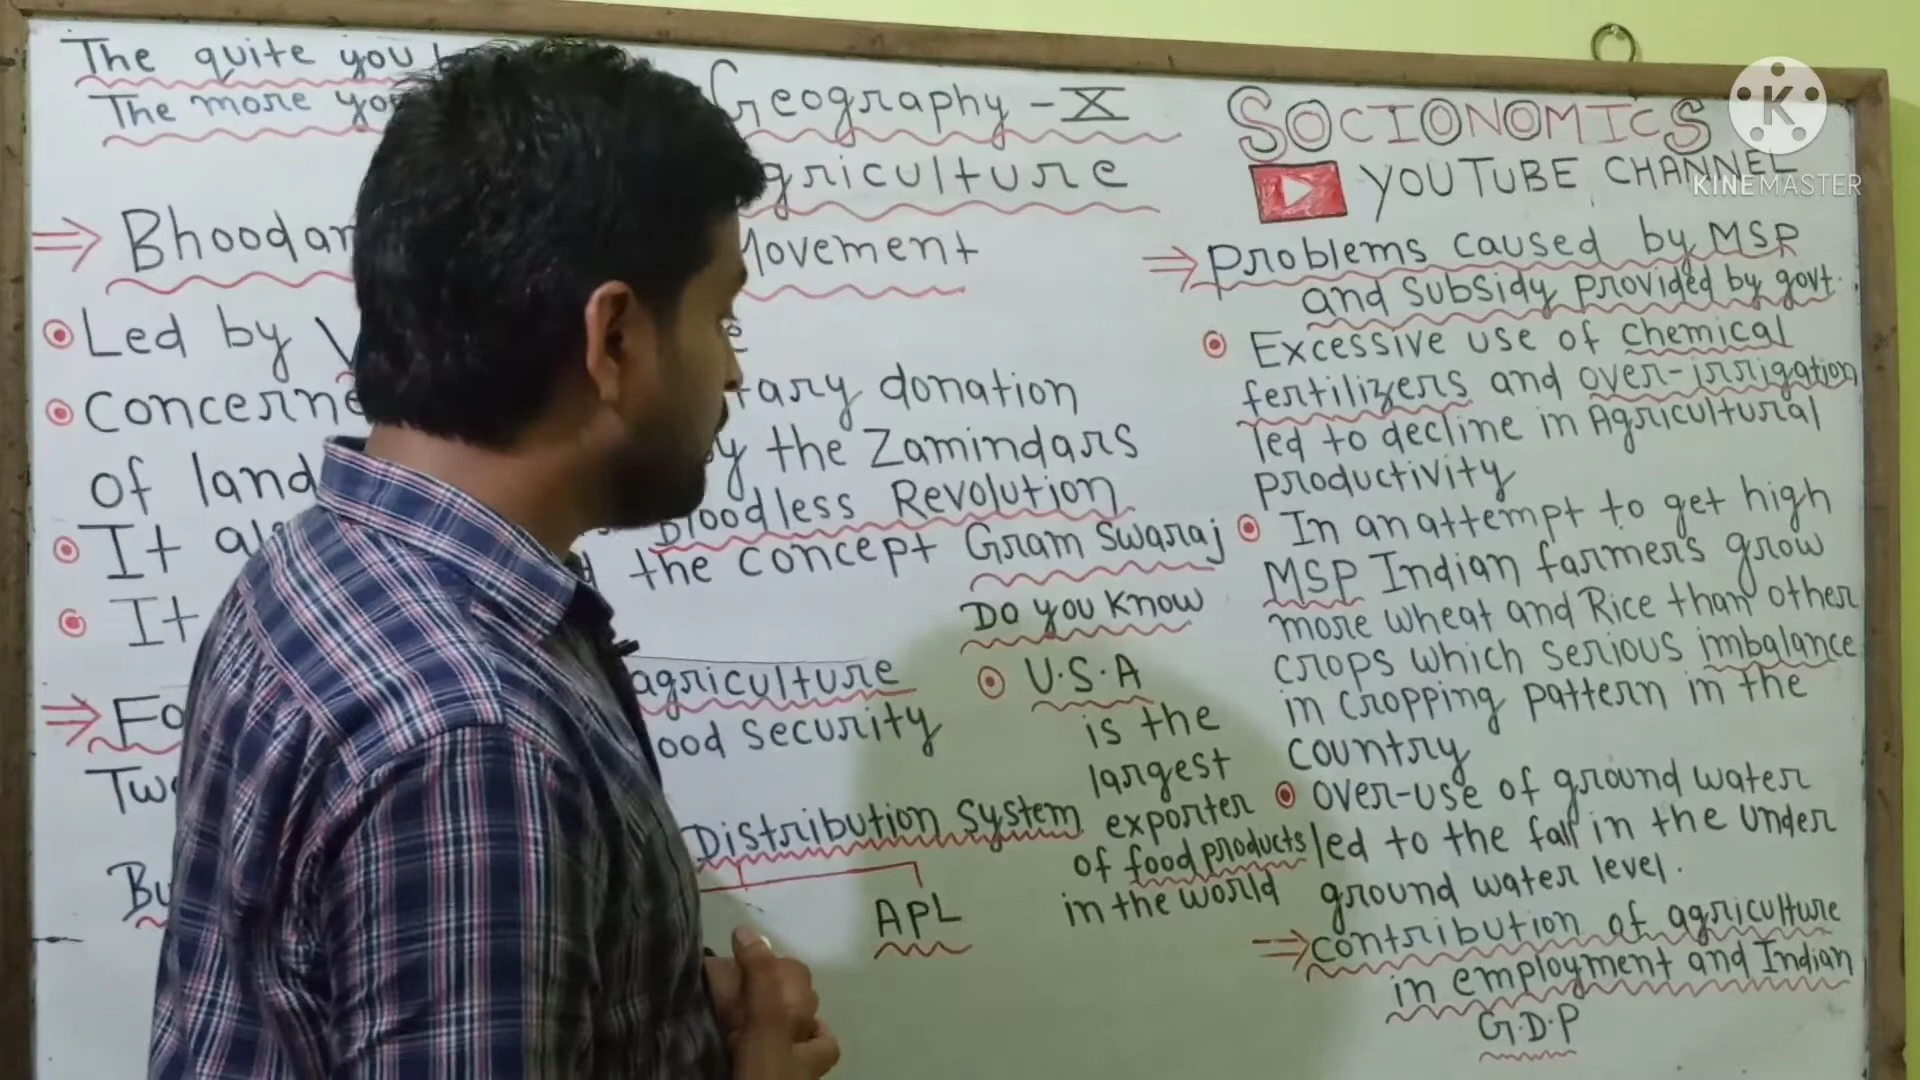 The quite you
The more you
Geography - X
griculture
⇒ Bhoodan
Movement
Led by
Concerne
tary donation
of land
y the Zamindars
It al
Bloodless Revolution
It
the concept Gram Swaraj
⇒ Fo
agriculture
ood security
Two
Distribution System
Bu
APL
Do you know
U.S.A
is the
largest
exporter
of food products
in the world
SOCIONOMICS
YOUTUBE CHANNEL
⇒ Problems caused by MSP
and subsidy provided by govt.
Excessive use of chemical
fertilizers and over-irrigation
led to decline in Agricultural
productivity
In an attempt to get high
MSP Indian farmers grow
more wheat and Rice than other
crops which serious imbalance
in cropping pattern in the
country
over-use of ground water
led to the fall in the under
ground water level.
⇒ contribution of agriculture
in employment and Indian
G.D.P
K
KINEMASTER